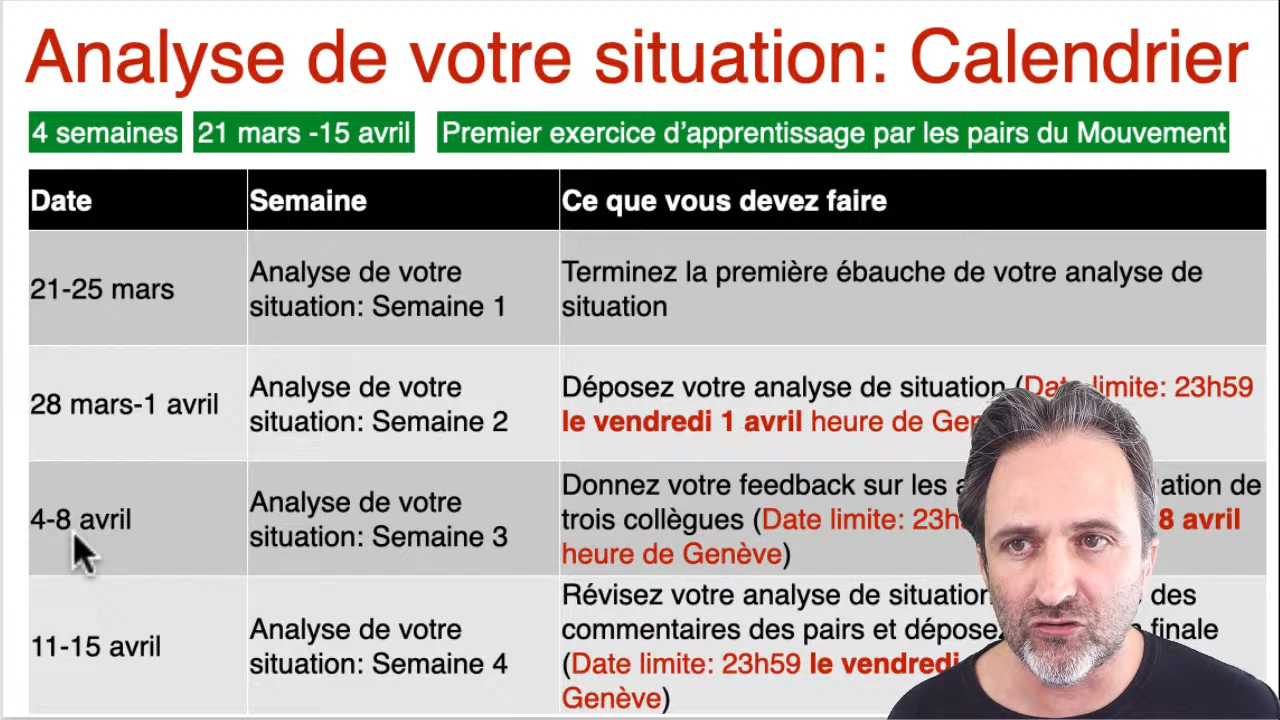 Analyse de votre situation: Calendrier
4 semaines 21 mars -15 avril Premier exercice d'apprentissage par les pairs du Mouvement
Date Semaine Ce que vous devez faire
21-25 mars
Analyse de votre
situation: Semaine 1
Terminez la première ébauche de votre analyse de
situation
28 mars-1 avril
Analyse de votre
situation: Semaine 2
Déposez votre analyse de situation (Date limite: 23h59
le vendredi 1 avril heure de
4-8 avril
Analyse de votre
situation: Semaine 3
Donnez votre feedback sur les
trois collègues (Date limite: 8 avril
heure de Genève)
11-15 avril
Analyse de votre
situation: Semaine 4
Révisez votre analyse de situation des
commentaires des pairs et finale
(Date limite: 23h59 le vendredi
Genève)